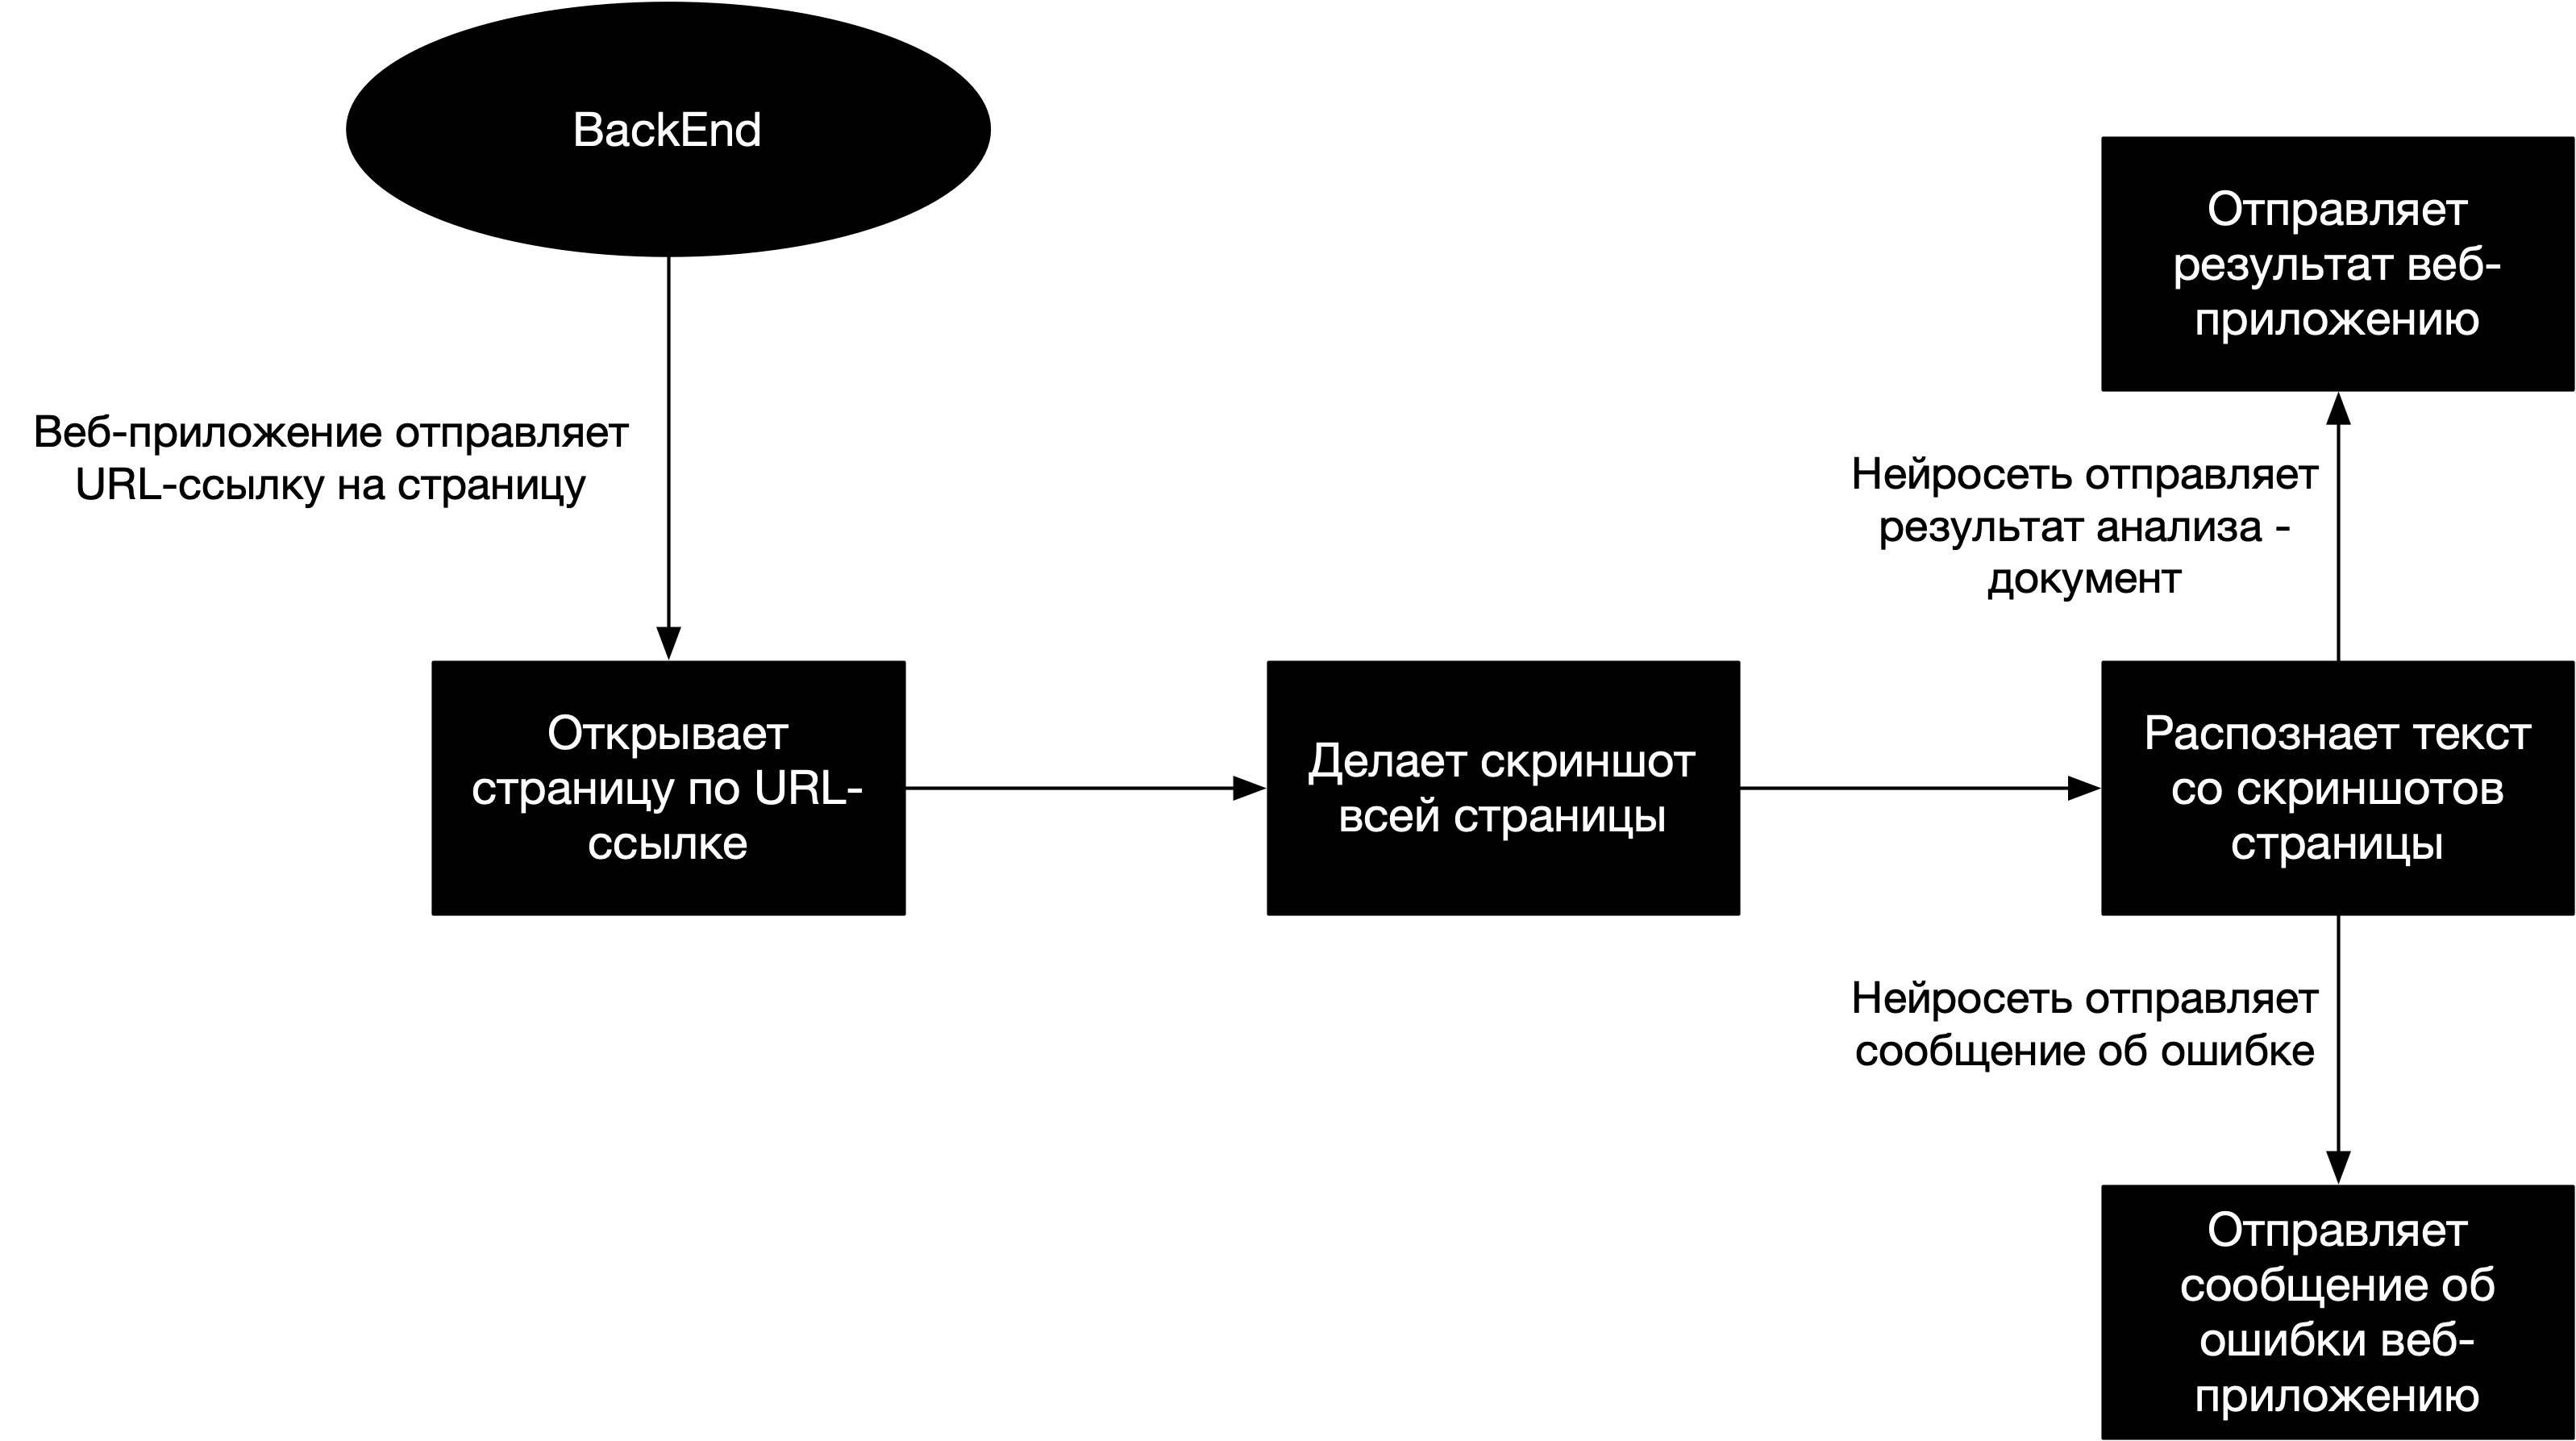 BackEnd
Веб-приложение отправляет
URL-ссылку на страницу
Открывает
страницу по URL-
ссылке
Делает скриншот
всей страницы
Распознает текст
со скриншотов
страницы
Нейросеть отправляет
результат анализа -
документ
Отправляет
результат веб-
приложению
Нейросеть отправляет
сообщение об ошибке
Отправляет
сообщение об
ошибки веб-
приложению